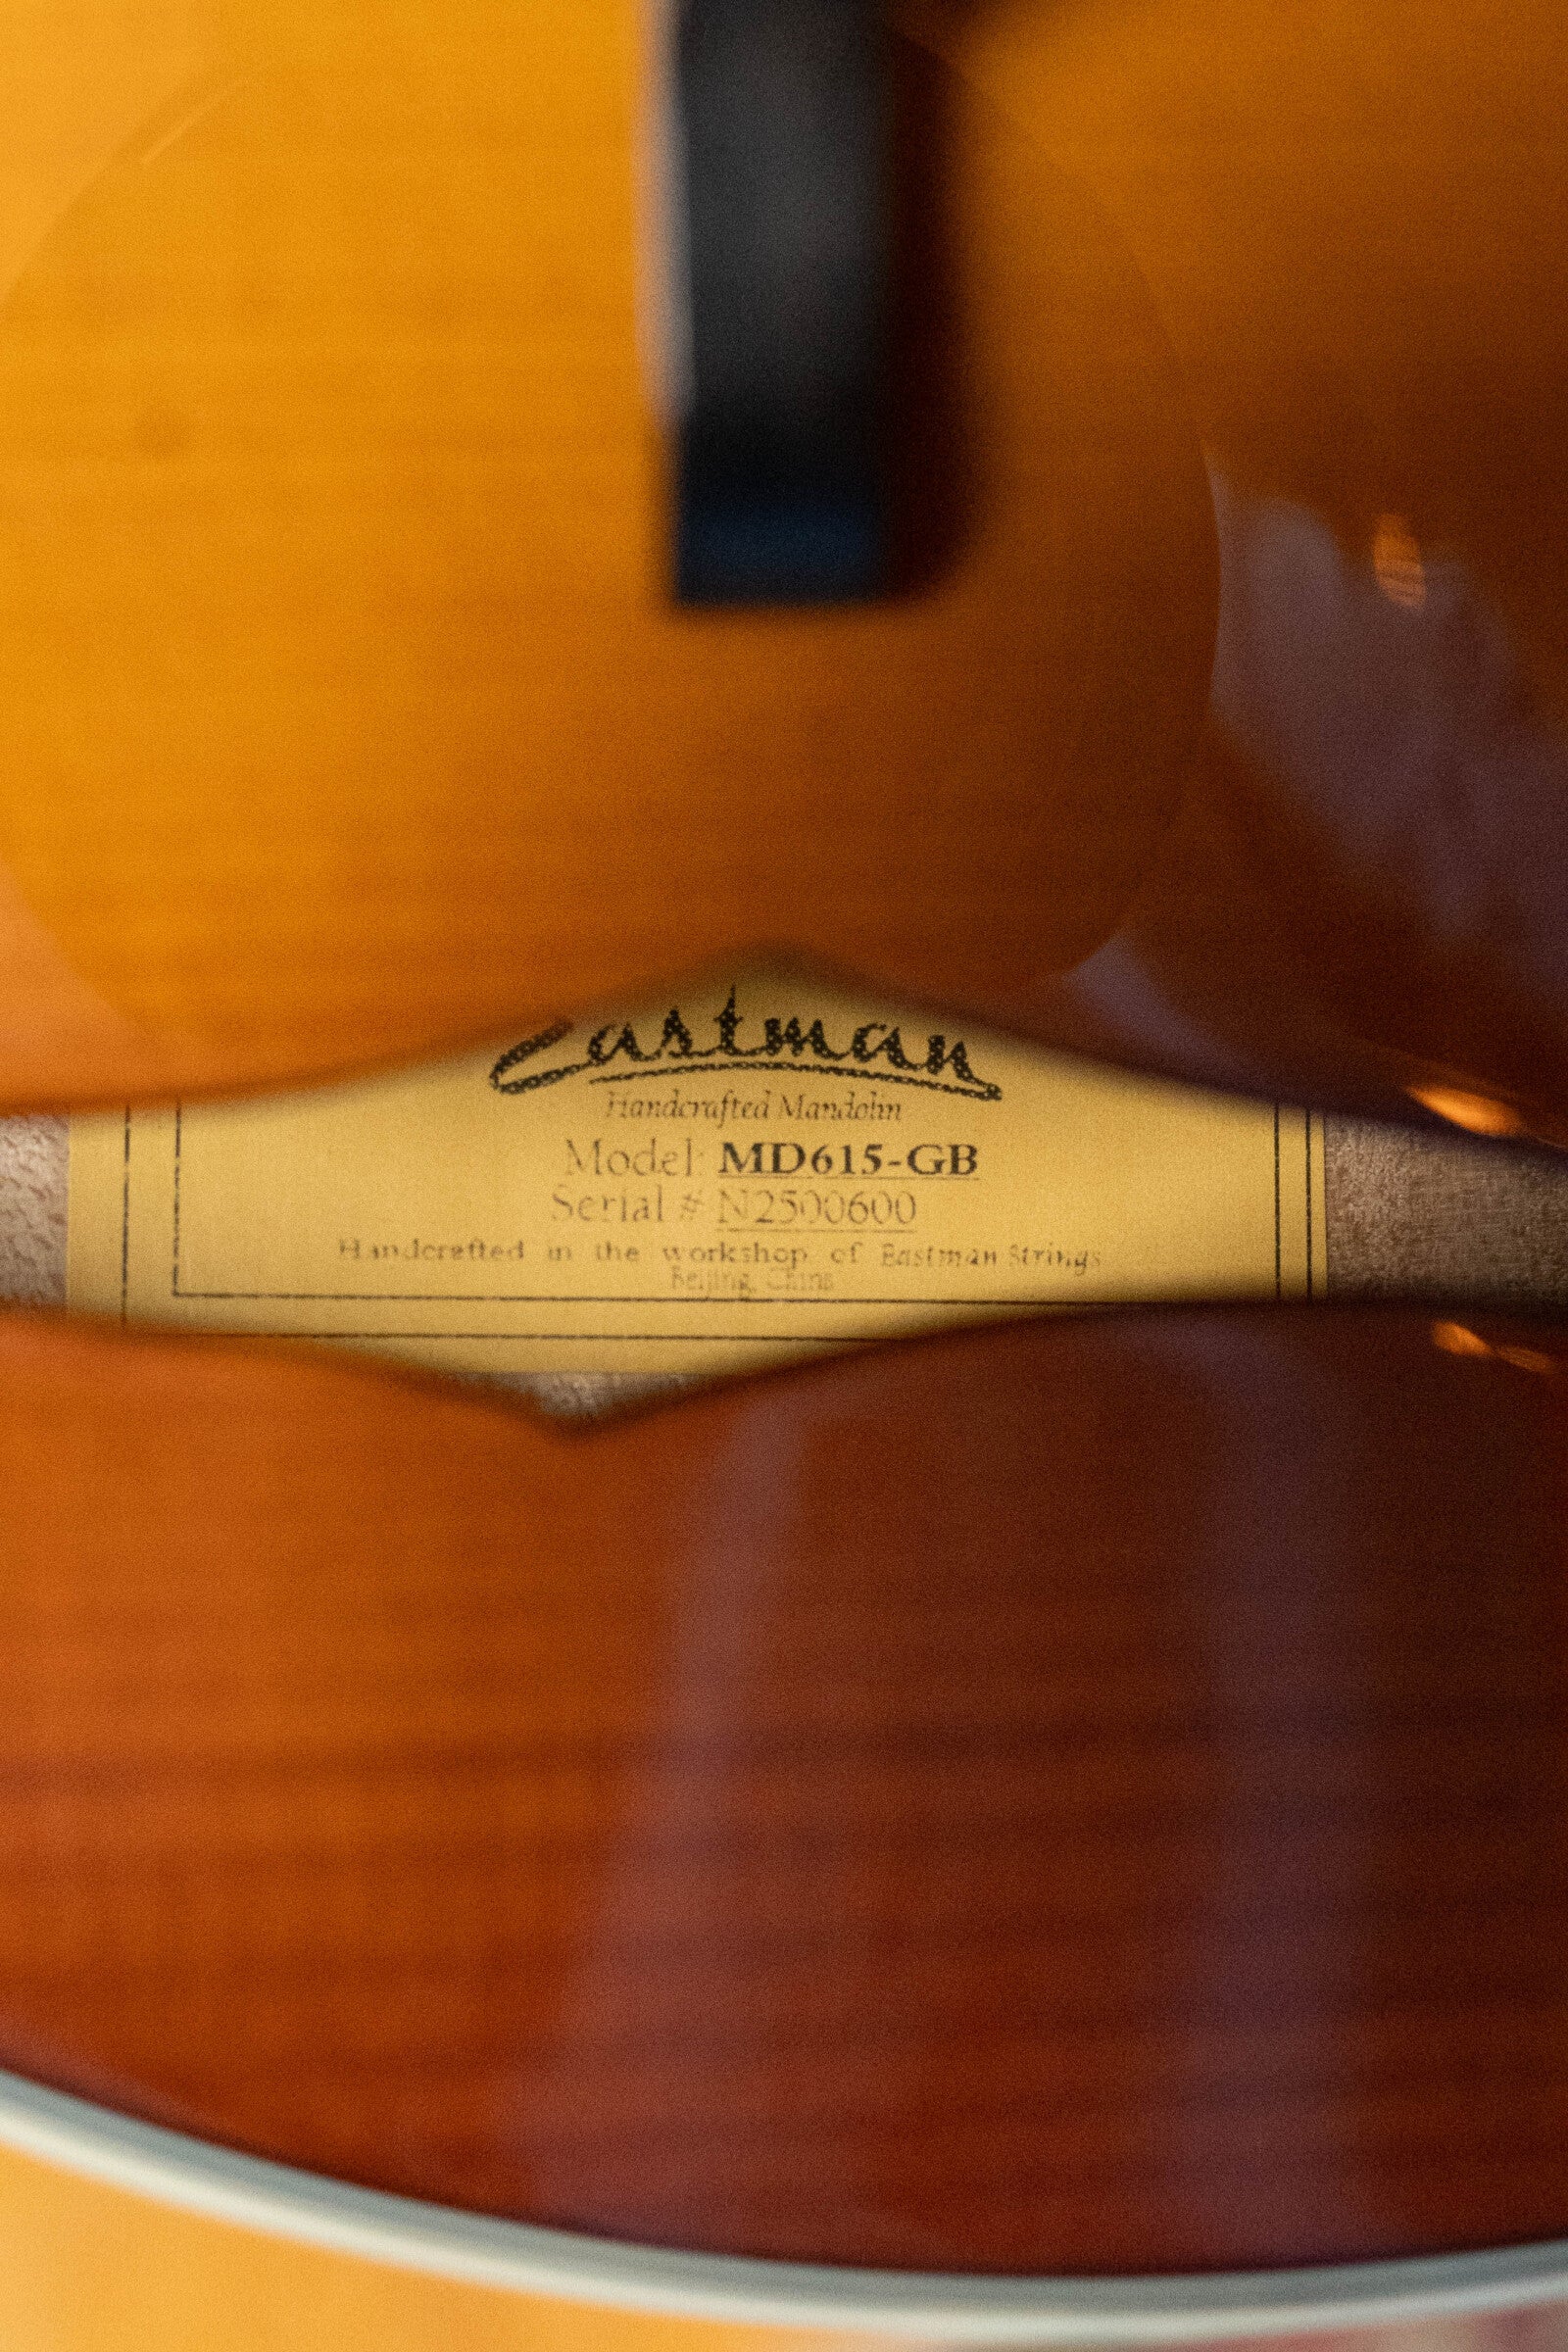 Eastman
Handcrafted Mandolin
Model: MD615-GB
Serial # N2500600
Handcrafted in the workshop of Eastman Strings
Beijing, China